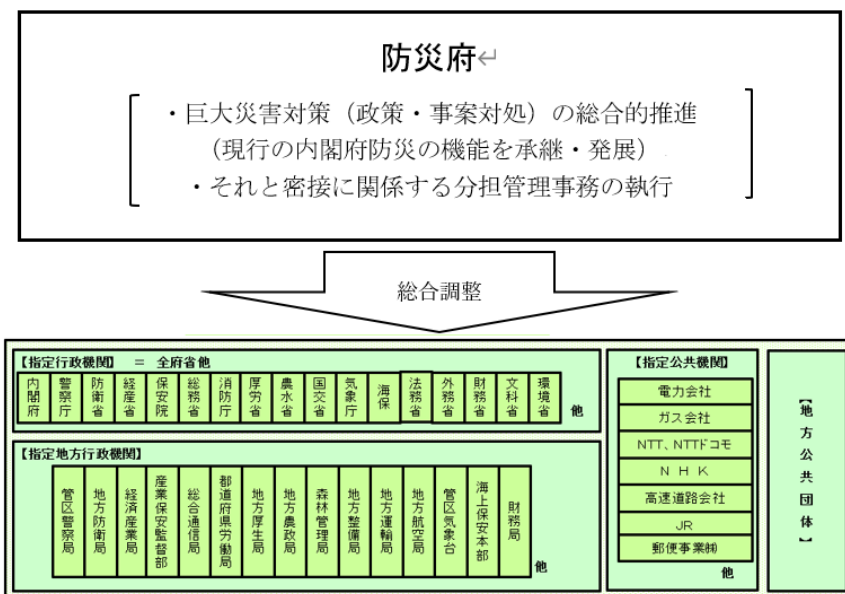 防災府↵
・巨大災害対策（政策・事案対処）の総合的推進
（現行の内閣府防災の機能を承継・発展）
・それと密接に関係する分担管理事務の執行
総合調整
【指定行政機関】 ＝ 全府省他
内閣府
警察庁
防衛省
経産省
保安院
総務省
消防庁
厚労省
農水省
国交省
気象庁
海保
法務省
外務省
財務省
文科省
環境省
他
【指定地方行政機関】
管区警察局
地方防衛局
経済産業局
産業保安監督部
総合通信局
都道府県労働局
地方厚生局
地方農政局
森林管理局
地方整備局
地方運輸局
地方航空局
管区気象台
海上保安本部
財務局
他
【指定公共機関】
電力会社
ガス会社
NTT、NTTドコモ
ＮＨＫ
高速道路会社
JR
郵便事業㈱
他
【地方公共団体】